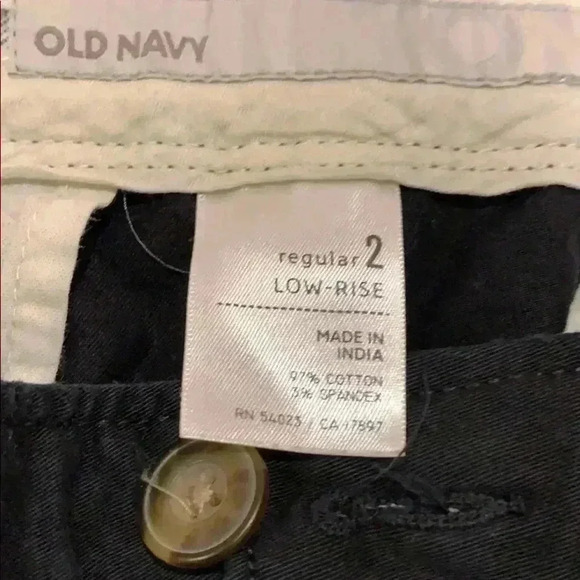 OLD NAVY
regular 2
LOW-RISE
MADE IN
INDIA
97% COTTON
3% SPANDEX
RN 54023 / CA 17897